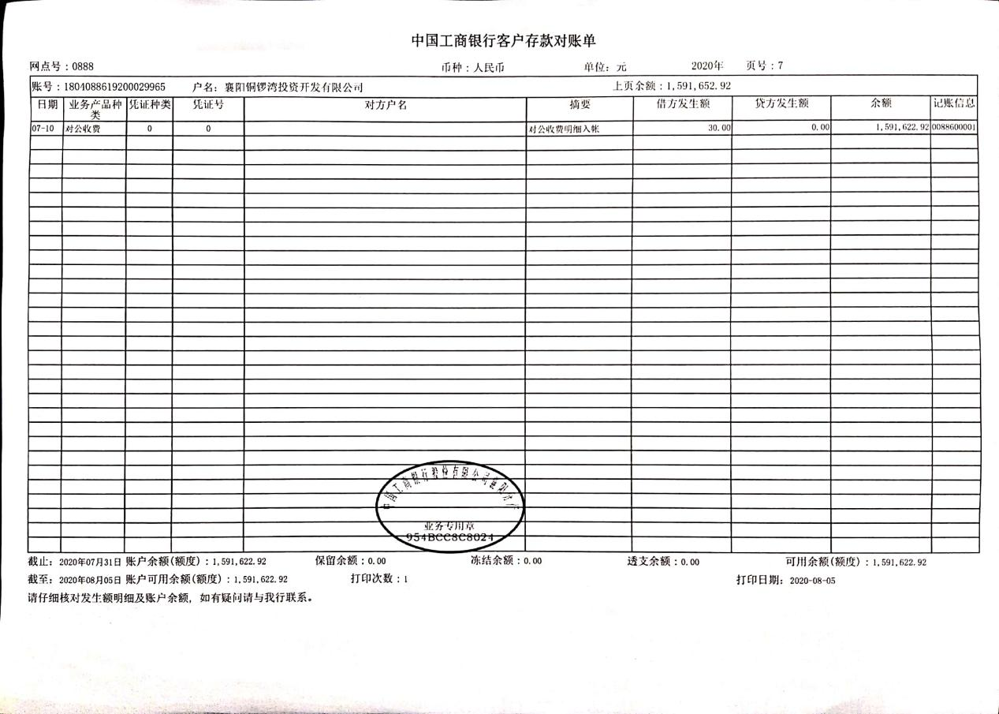 中国工商银行客户存款对账单
网点号：0888 币种：人民币 单位：元 2020年 页号：7
账号：1804088619200029965 户名：襄阳铜锣湾投资开发有限公司 上页余额：1,591,652.92
日期 业务产品种类 凭证种类 凭证号 对方户名 摘要 借方发生额 贷方发生额 余额 记账信息
07-10 对公收费 0 0 对公收费明细入帐 30.00 0.00 1,591,622.92 0088600001
中国工商银行股份有限公司襄阳
业务专用章
954BCC8C8024
截止：2020年07月31日 账户余额(额度)：1,591,622.92 保留余额：0.00 冻结余额：0.00 透支余额：0.00 可用余额(额度)：1,591,622.92
截至：2020年08月05日 账户可用余额(额度)：1,591,622.92 打印次数：1 打印日期：2020-08-05
请仔细核对发生额明细及账户余额，如有疑问请与我行联系。